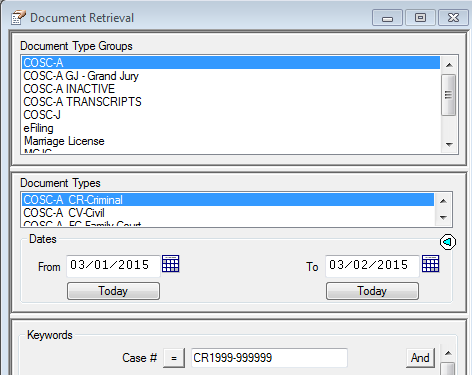 Document Retrieval
Document Type Groups
COSC-A
COSC-A GJ - Grand Jury
COSC-A INACTIVE
COSC-A TRANSCRIPTS
COSC-J
eFiling
Marriage License
Document Types
COSC-A CR-Criminal
COSC-A CV-Civil
COSC-A FC-Family Court
Dates
From 03/01/2015 To 03/02/2015
Today Today
Keywords
Case # = CR1999-999999 And